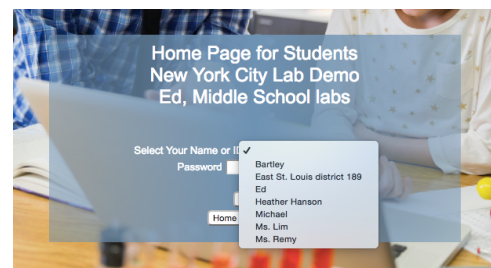 Home Page for Students
New York City Lab Demo
Ed, Middle School labs
Select Your Name or I ✓
Password
Bartley
East St. Louis district 189
Ed
Heather Hanson
Michael
Home
Ms. Lim
Ms. Remy